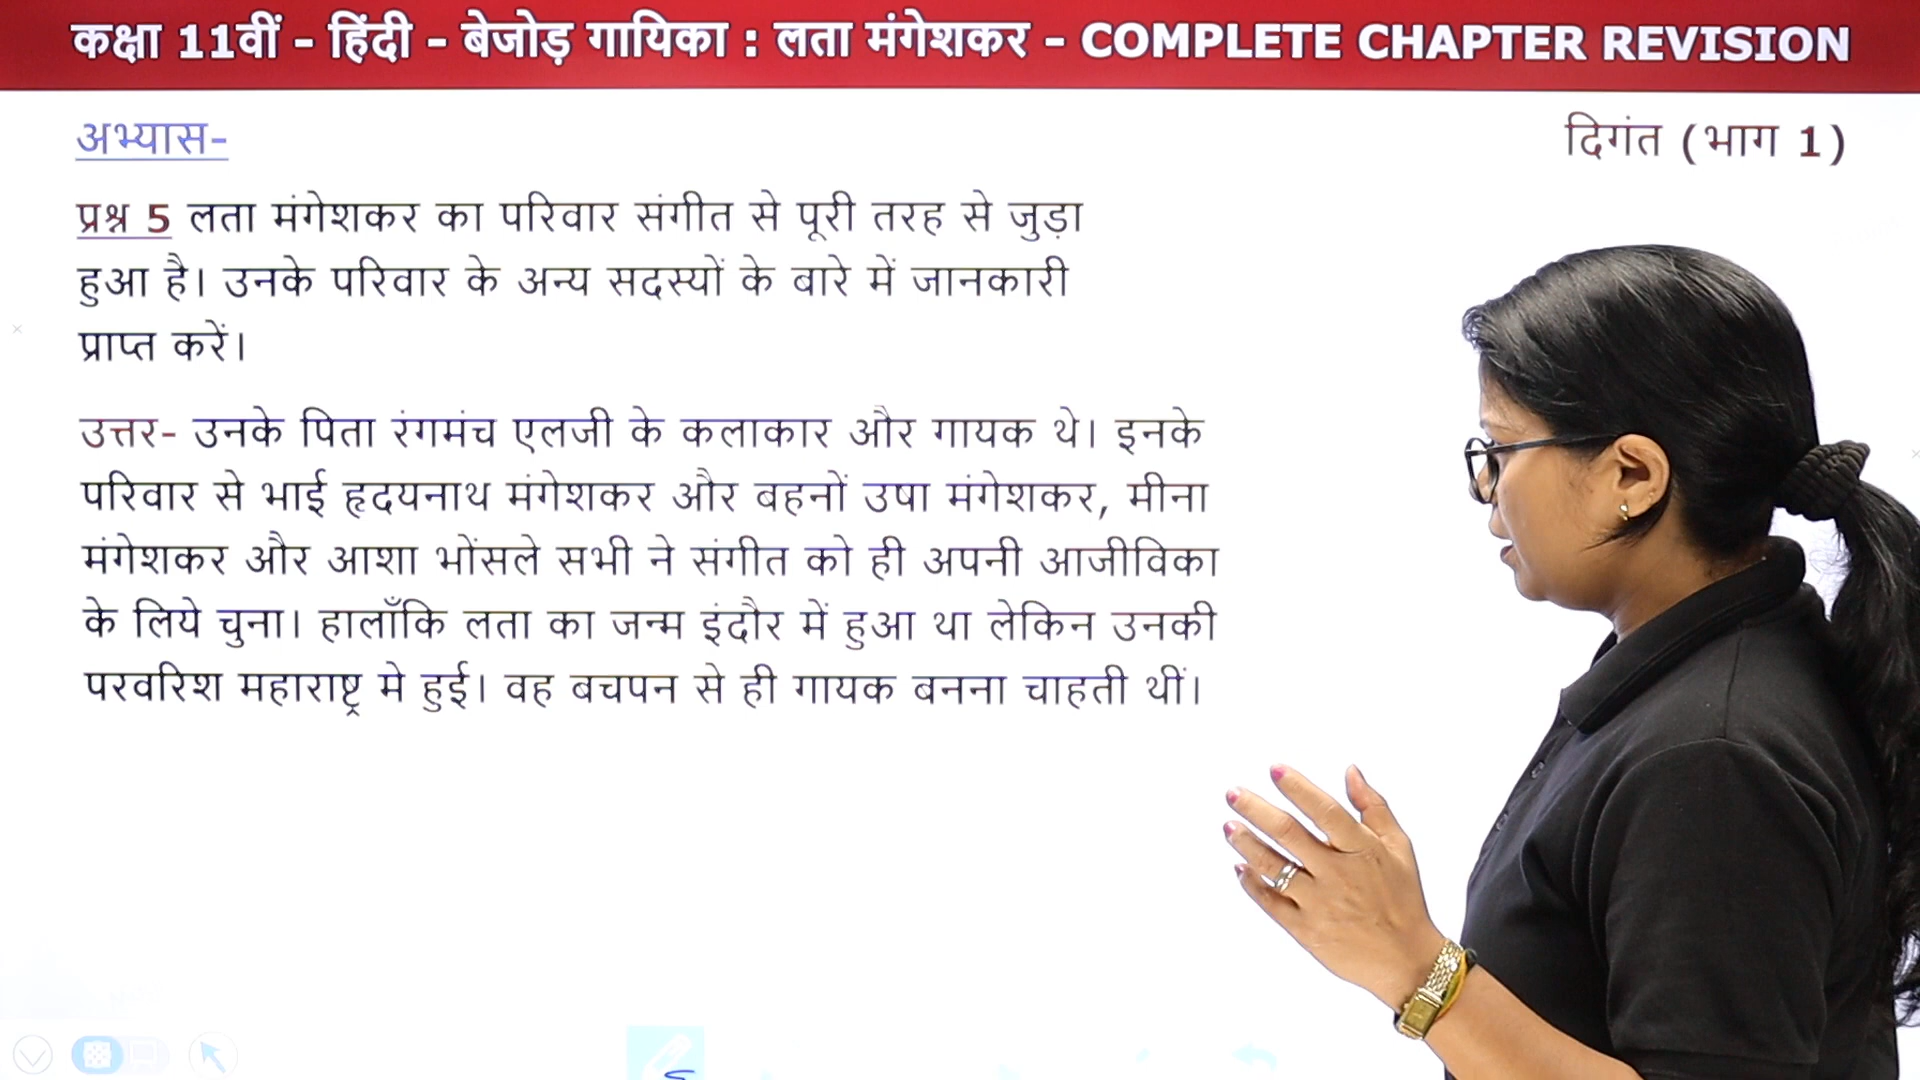 कक्षा 11वीं - हिंदी - बेजोड़ गायिका : लता मंगेशकर - COMPLETE CHAPTER REVISION
अभ्यास-
दिगंत (भाग 1)
प्रश्न 5 लता मंगेशकर का परिवार संगीत से पूरी तरह से जुड़ा
हुआ है। उनके परिवार के अन्य सदस्यों के बारे में जानकारी
प्राप्त करें।
उत्तर- उनके पिता रंगमंच एलजी के कलाकार और गायक थे। इनके
परिवार से भाई हृदयनाथ मंगेशकर और बहनों उषा मंगेशकर, मीना
मंगेशकर और आशा भोंसले सभी ने संगीत को ही अपनी आजीविका
के लिये चुना। हालाँकि लता का जन्म इंदौर में हुआ था लेकिन उनकी
परवरिश महाराष्ट्र मे हुई। वह बचपन से ही गायक बनना चाहती थीं।